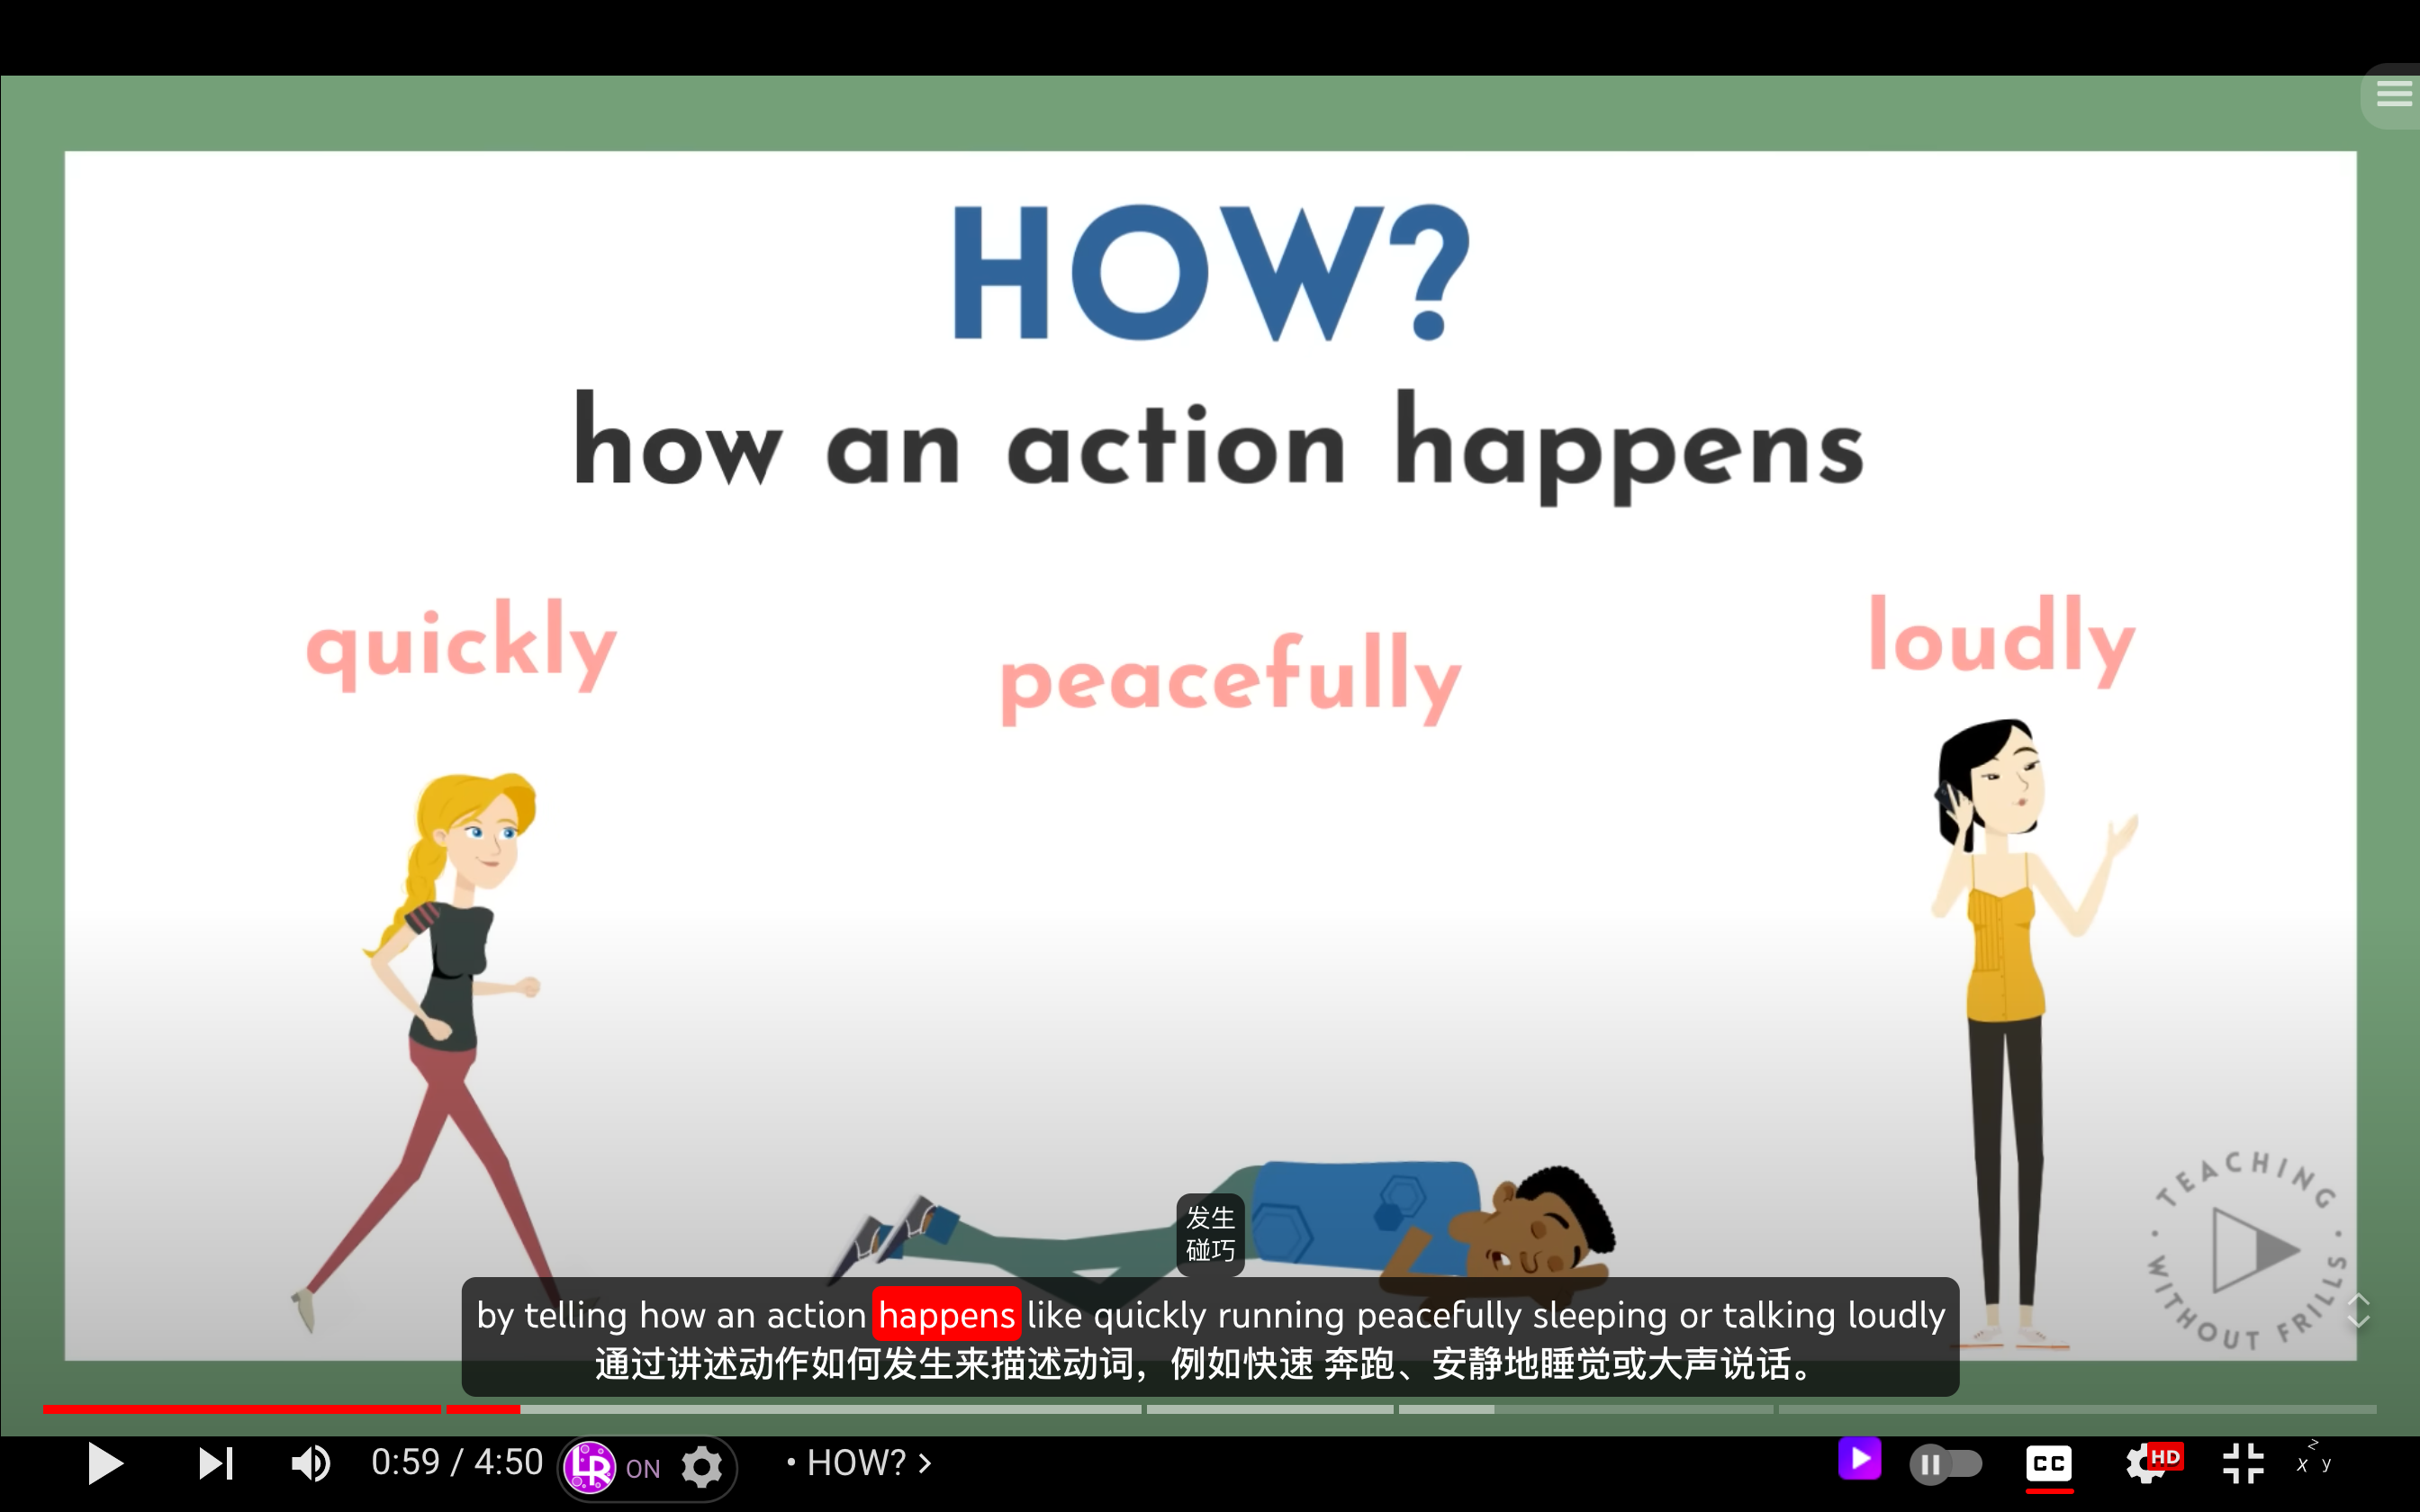 HOW?
how an action happens
quickly
peacefully
loudly
TEACHING
WITHOUT FRILLS
发生
碰巧
by telling how an action happens like quickly running peacefully sleeping or talking loudly
通过讲述动作如何发生来描述动词，例如快速 奔跑、安静地睡觉或大声说话。
0:59 / 4:50 LR ON • HOW? > CC HD z x y